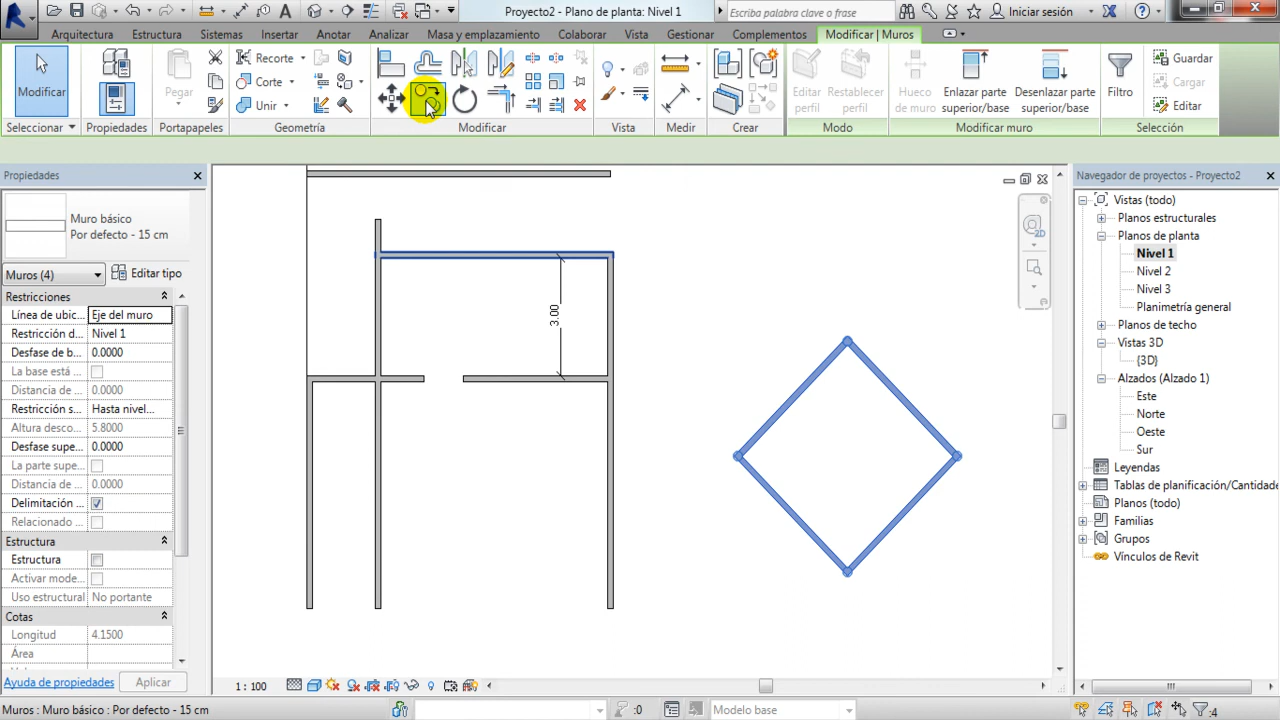 Proyecto2 - Plano de planta: Nivel 1
Escriba palabra clave o frase
Iniciar sesión
Arquitectura
Estructura
Sistemas
Insertar
Anotar
Analizar
Masa y emplazamiento
Colaborar
Vista
Gestionar
Complementos
Modificar | Muros
Modificar
Pegar
Recorte
Corte
Unir
Editar perfil
Restablecer perfil
Hueco de muro
Enlazar parte superior/base
Desenlazar parte superior/base
Filtro
Guardar
Cargar
Editar
Seleccionar
Propiedades
Portapapeles
Geometría
Modificar
Vista
Medir
Crear
Modo
Modificar muro
Selección
Propiedades
Muro básico
Por defecto - 15 cm
Muros (4)
Editar tipo
Restricciones
Línea de ubic... Eje del muro
Restricción d... Nivel 1
Desfase de b... 0.0000
La base está
Distancia de ... 0.0000
Restricción s... Hasta nivel...
Altura desco... 5.8000
Desfase supe... 0.0000
La parte supe...
Distancia de ... 0.0000
Delimitación ...
Relacionado
Estructura
Estructura
Activar mode...
Uso estructural No portante
Cotas
Longitud 4.1500
Área
Ayuda de propiedades
Aplicar
3.00
2D
1 : 100
Navegador de proyectos - Proyecto2
Vistas (todo)
Planos estructurales
Planos de planta
Nivel 1
Nivel 2
Nivel 3
Planimetría general
Planos de techo
Vistas 3D
{3D}
Alzados (Alzado 1)
Este
Norte
Oeste
Sur
Leyendas
Tablas de planificación/Cantidade
Planos (todo)
Familias
Grupos
Vínculos de Revit
Muros : Muro básico : Por defecto - 15 cm
:0
Modelo base
:4